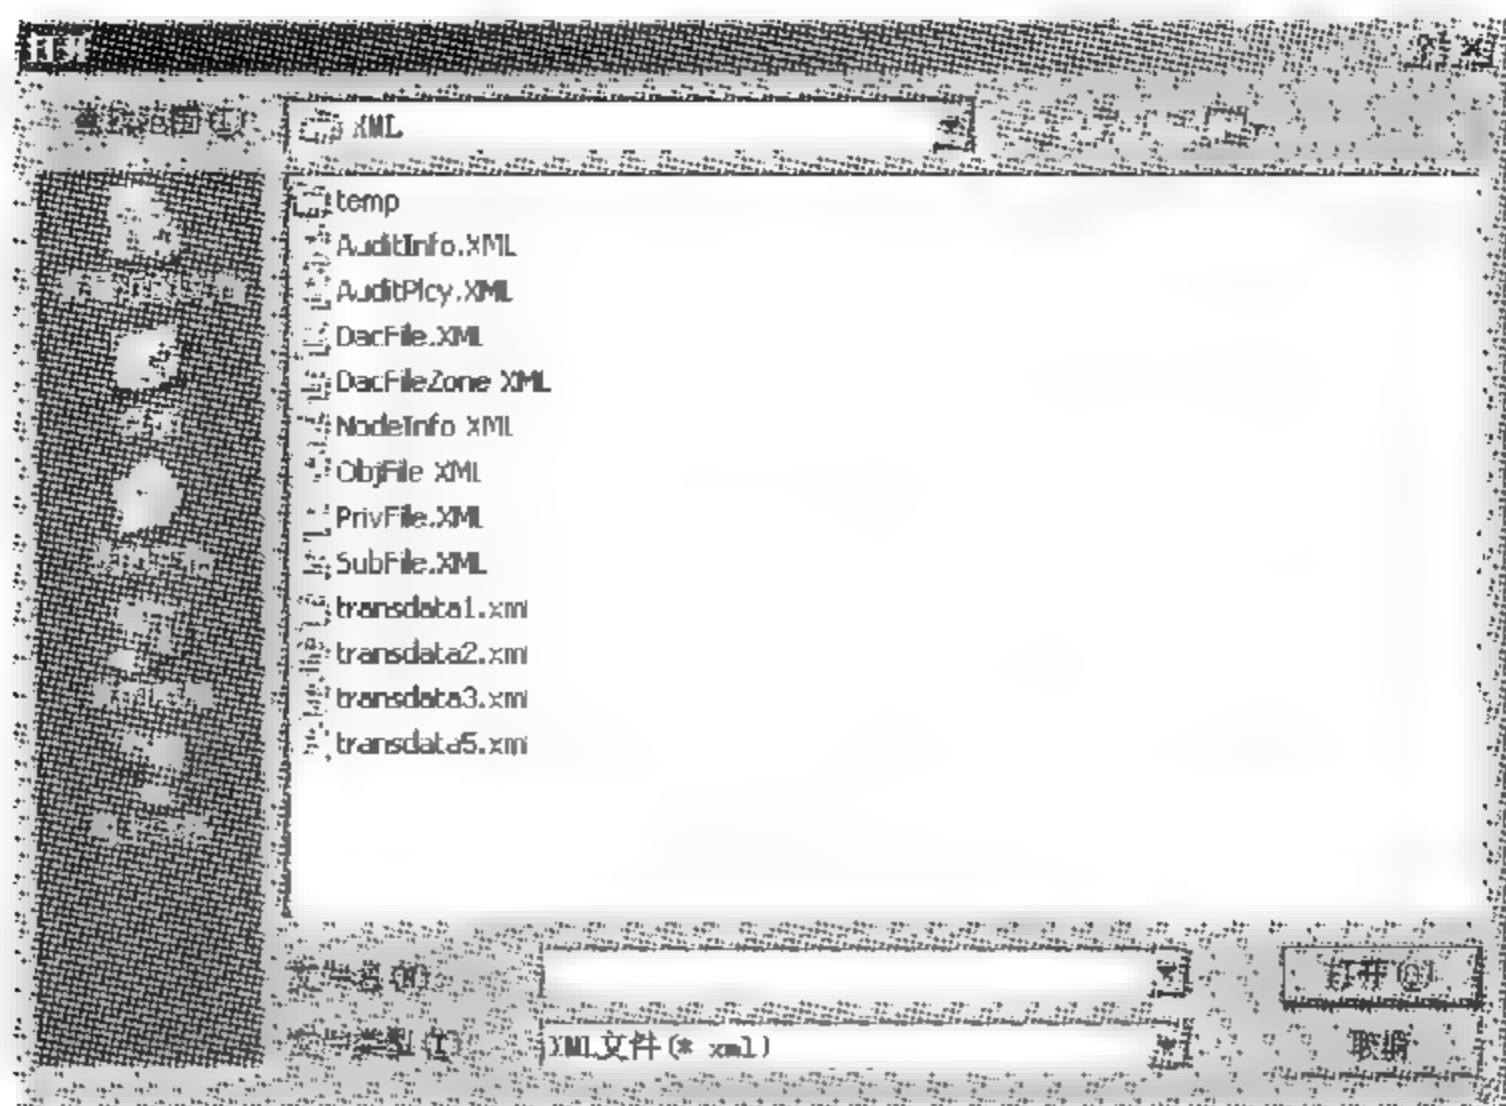 打开
查找范围(I)
XML
temp
AuditInfo.XML
AuditPlcy.XML
DacFile.XML
DacFileZone XML
NodeInfo XML
ObjFile XML
PrivFile.XML
SubFile.XML
transdata1.xml
transdata2.xml
transdata3.xml
transdata5.xml
文件名(N)
打开(O)
文件类型(T)
XML文件(* xml)
取消